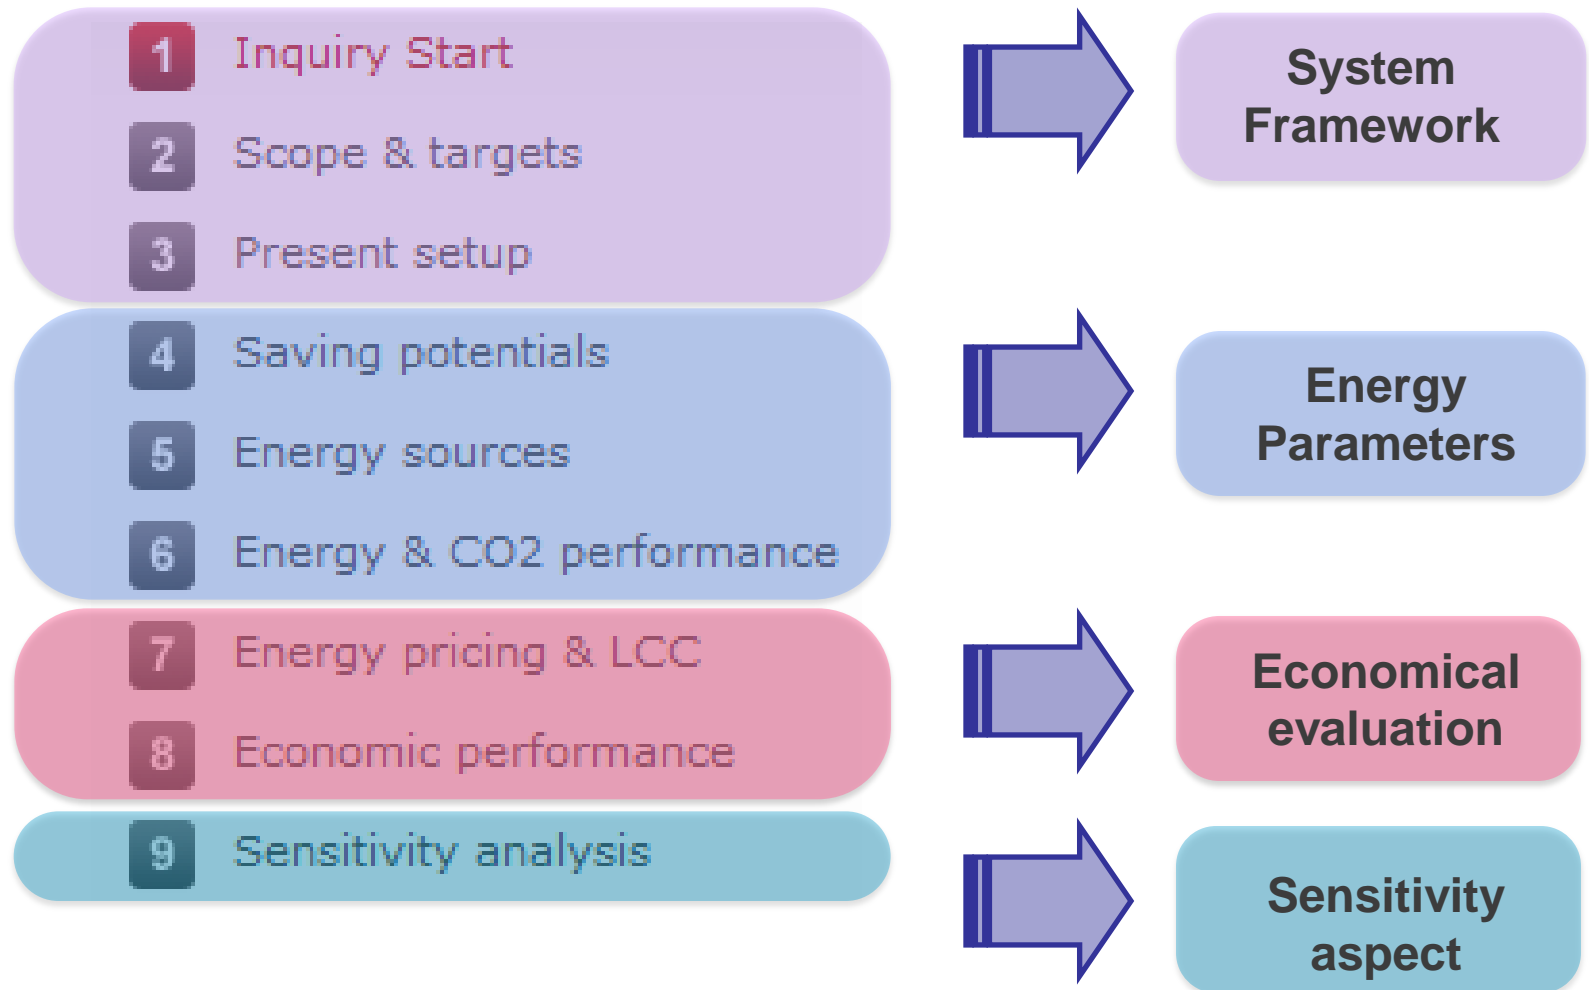 1 Inquiry Start
2 Scope & targets
3 Present setup
System
Framework
4 Saving potentials
5 Energy sources
6 Energy & CO2 performance
Energy
Parameters
7 Energy pricing & LCC
8 Economic performance
Economical
evaluation
9 Sensitivity analysis
Sensitivity
aspect